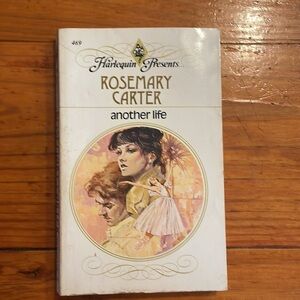 469
Harlequin Presents...
ROSEMARY
CARTER
another life